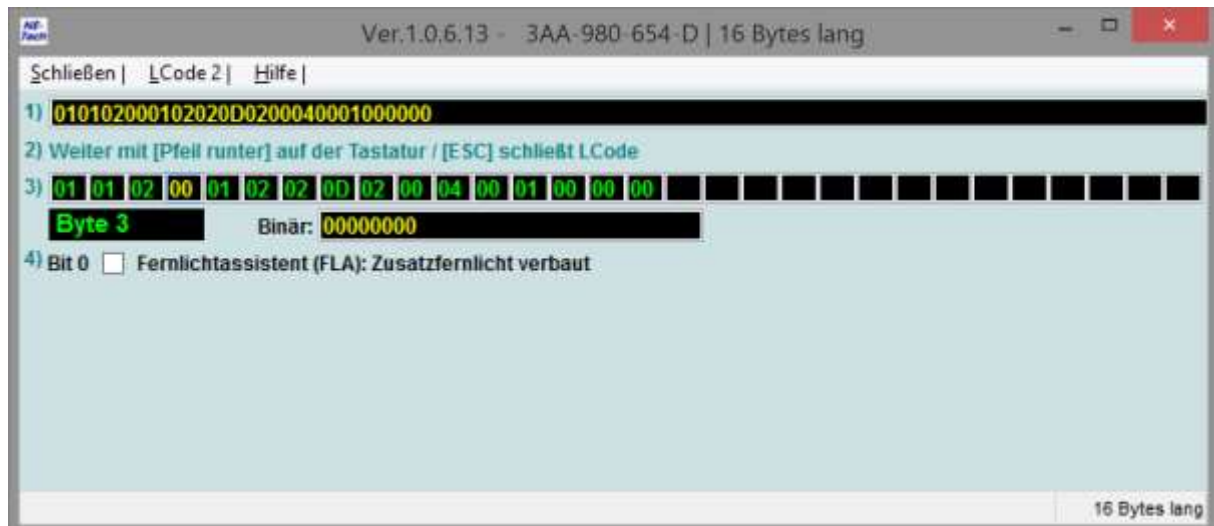 NE-Tech Ver.1.0.6.13 - 3AA-980-654-D | 16 Bytes lang
Schließen | LCode 2 | Hilfe |
1) 010102000102020D0200040001000000
2) Weiter mit [Pfeil runter] auf der Tastatur / [ESC] schließt LCode
3) 01 01 02 00 01 02 02 0D 02 00 04 00 01 00 00 00
Byte 3 Binär: 00000000
4) Bit 0 Fernlichtassistent (FLA): Zusatzfernlicht verbaut
16 Bytes lang